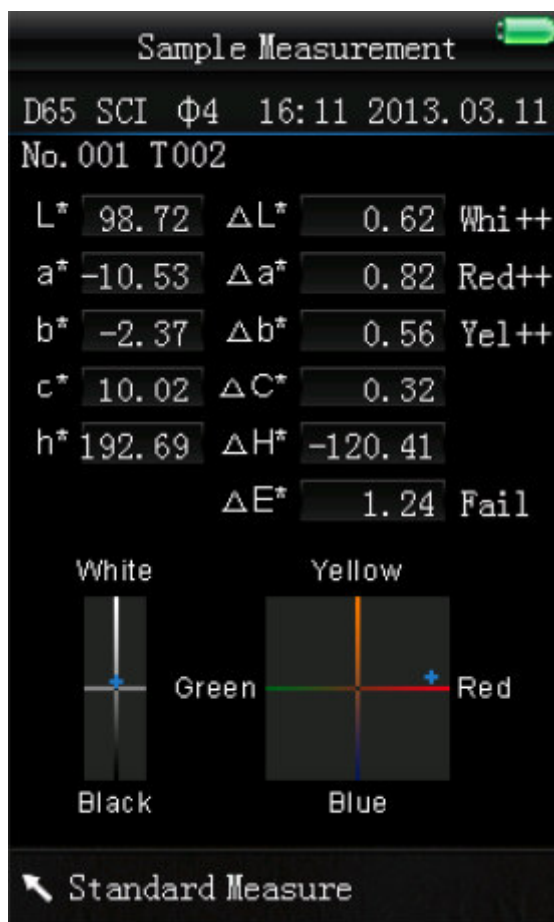 Sample Measurement
D65 SCI Φ4 16:11 2013.03.11
No.001 T002
L* 98.72 ΔL* 0.62 Whi++
a* -10.53 Δa* 0.82 Red++
b* -2.37 Δb* 0.56 Yel++
c* 10.02 ΔC* 0.32
h* 192.69 ΔH* -120.41
ΔE* 1.24 Fail
White Yellow
Green Red
Black Blue
Standard Measure